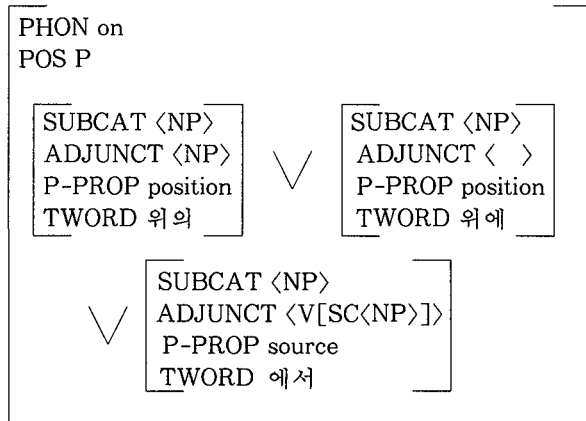 PHON on
POS P
SUBCAT 〈NP〉
ADJUNCT 〈NP〉
P-PROP position
TWORD 위의
SUBCAT 〈NP〉
ADJUNCT 〈 〉
P-PROP position
TWORD 위에
SUBCAT 〈NP〉
ADJUNCT 〈V[SC〈NP〉]〉
P-PROP source
TWORD 에서